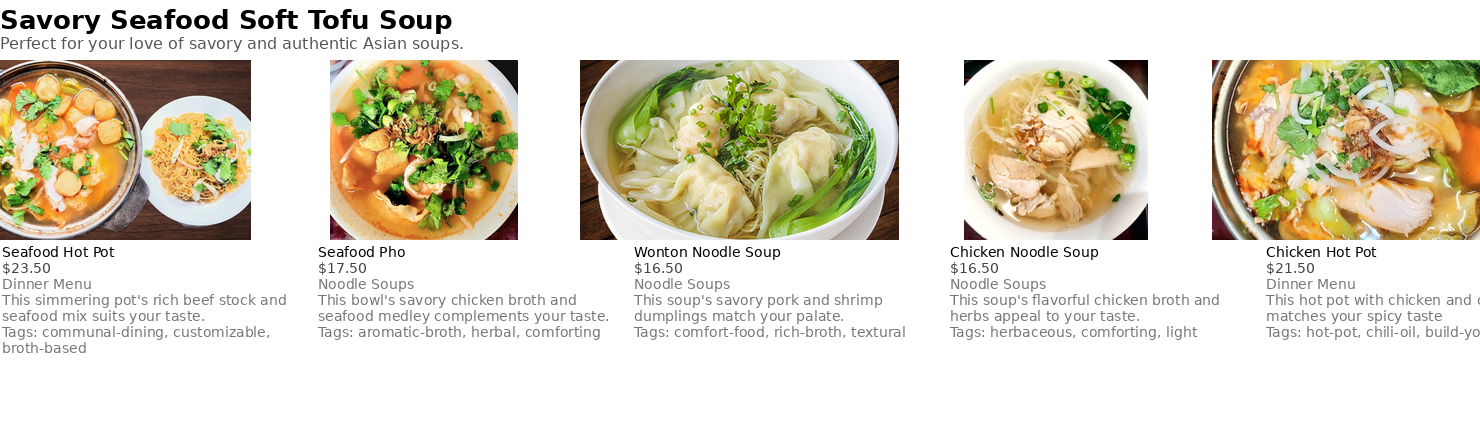 Savory Seafood Soft Tofu Soup
Perfect for your love of savory and authentic Asian soups.
Seafood Hot Pot
$23.50
Dinner Menu
This simmering pot's rich beef stock and
seafood mix suits your taste.
Tags: communal-dining, customizable,
broth-based
Seafood Pho
$17.50
Noodle Soups
This bowl's savory chicken broth and
seafood medley complements your taste.
Tags: aromatic-broth, herbal, comforting
Wonton Noodle Soup
$16.50
Noodle Soups
This soup's savory pork and shrimp
dumplings match your palate.
Tags: comfort-food, rich-broth, textural
Chicken Noodle Soup
$16.50
Noodle Soups
This soup's flavorful chicken broth and
herbs appeal to your taste.
Tags: herbaceous, comforting, light
Chicken Hot Pot
$21.50
Dinner Menu
This hot pot with chicken and
matches your spicy taste
Tags: hot-pot, chili-oil,